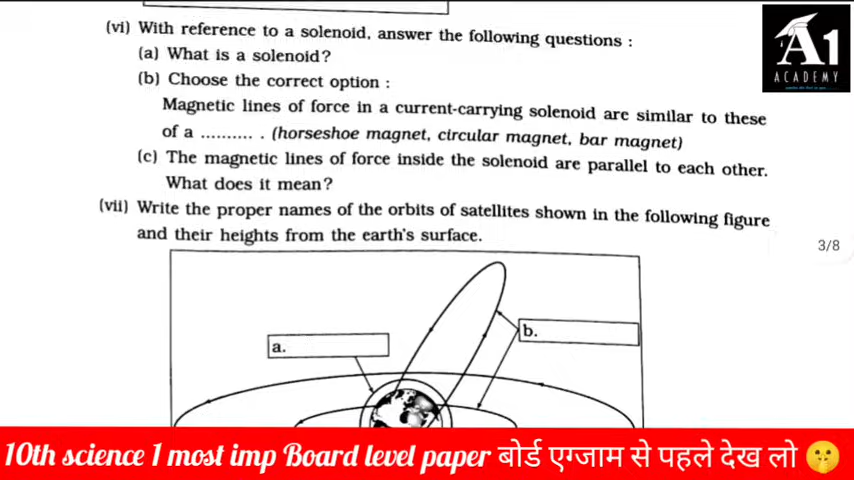 (vi) With reference to a solenoid, answer the following questions :
(a) What is a solenoid?
(b) Choose the correct option :
Magnetic lines of force in a current-carrying solenoid are similar to these
of a .......... . (horseshoe magnet, circular magnet, bar magnet)
(c) The magnetic lines of force inside the solenoid are parallel to each other.
What does it mean?
(vii) Write the proper names of the orbits of satellites shown in the following figure
and their heights from the earth's surface.
a.
b.
A1
ACADEMY
3/8
10th science 1 most imp Board level paper बोर्ड एग्जाम से पहले देख लो 🤫